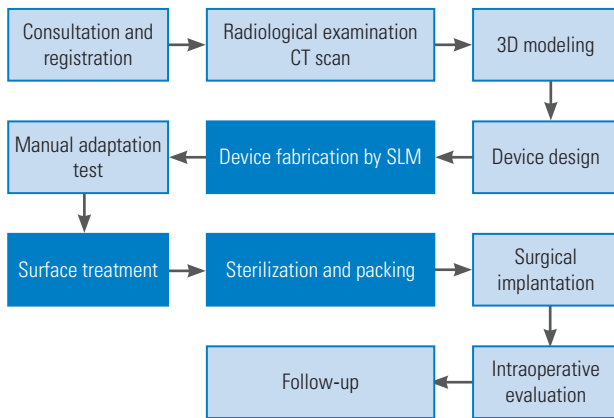 Consultation and
registration
Radiological examination
CT scan
3D modeling
Manual adaptation
test
Device fabrication by SLM
Device design
Surface treatment
Sterilization and packing
Surgical
implantation
Follow-up
Intraoperative
evaluation